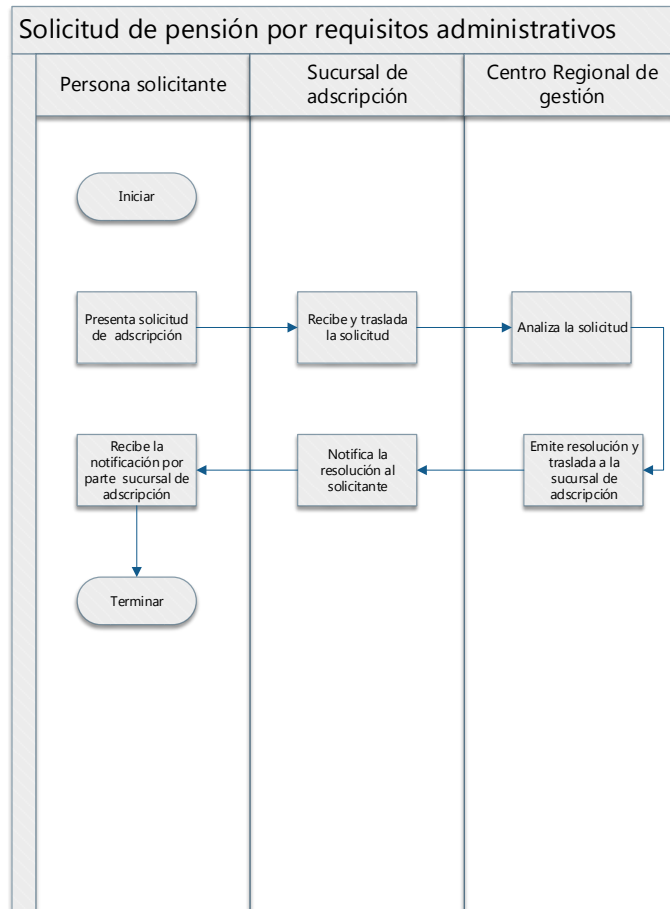 Solicitud de pensión por requisitos administrativos
Persona solicitante
Sucursal de
adscripción
Centro Regional de
gestión
Iniciar
Presenta solicitud
de adscripción
Recibe y traslada
la solicitud
Analiza la solicitud
Recibe la
notificación por
parte sucursal de
adscripción
Notifica la
resolución al
solicitante
Emite resolución y
traslada a la
sucursal de
adscripción
Terminar